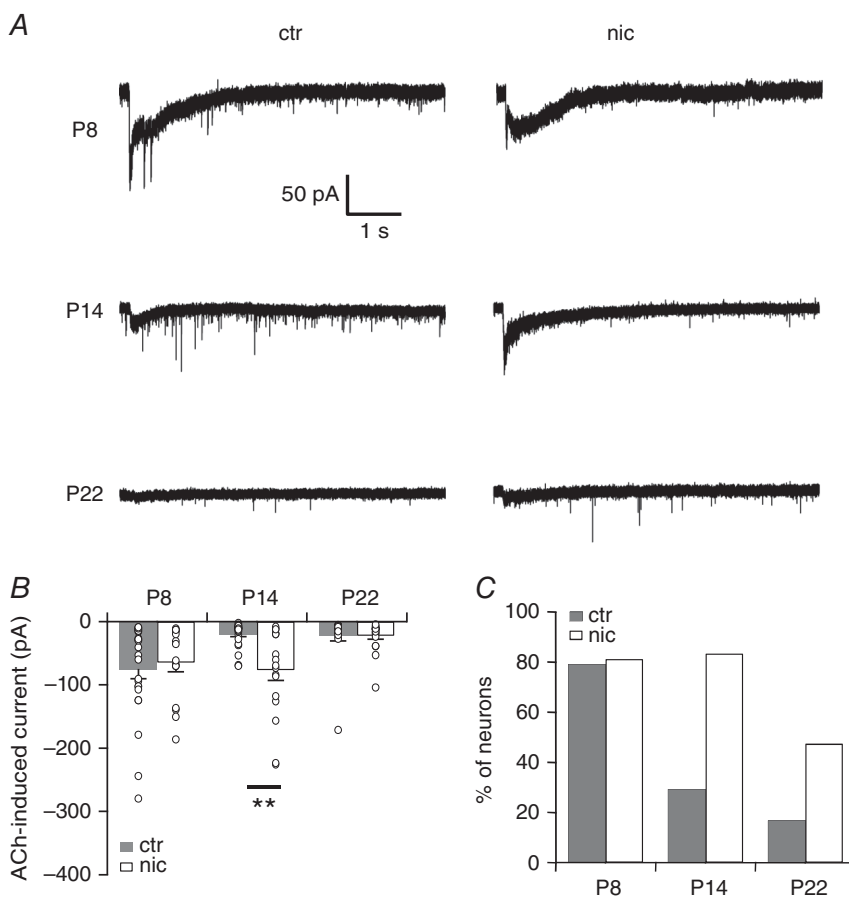 A
ctr nic
P8
50 pA
1 s
P14
P22
B
P8 P14 P22
ACh-induced current (pA)
0
–100
–200
–300
–400
**
ctr
nic
C
% of neurons
100
80
60
40
20
0
ctr
nic
P8 P14 P22